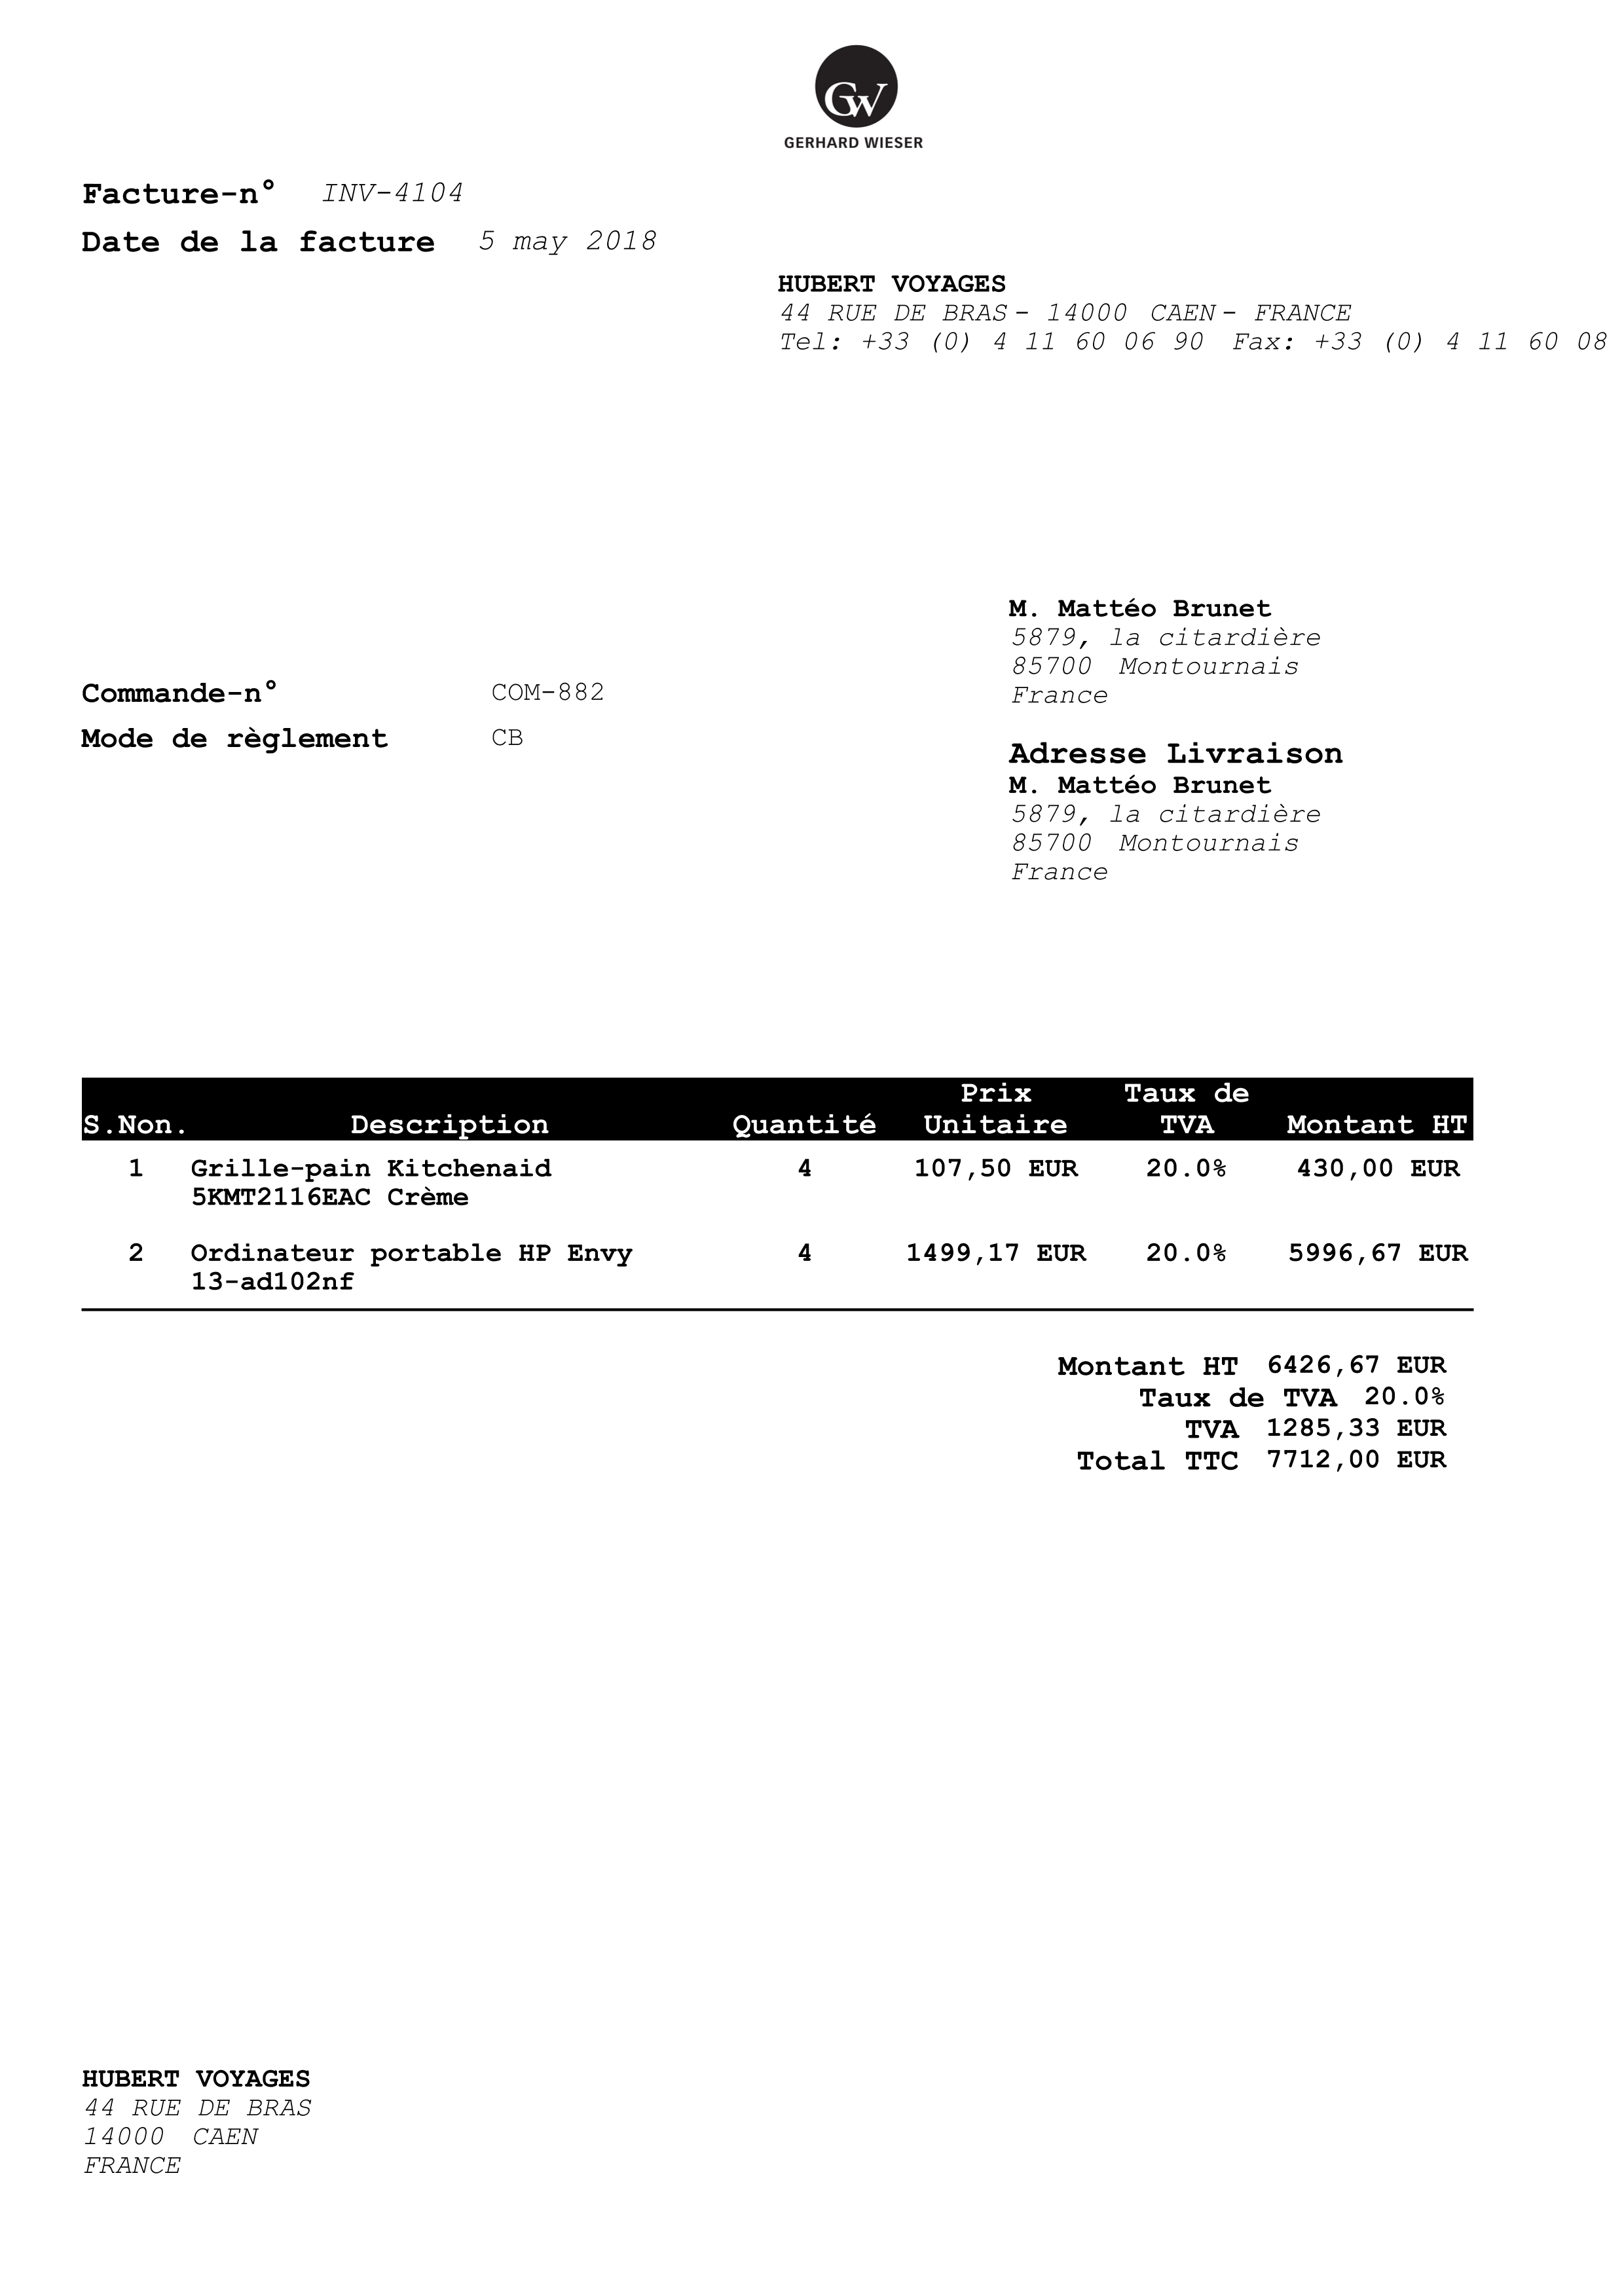 GW
GERHARD WIESER
Facture-n° INV-4104
Date de la facture 5 may 2018
HUBERT VOYAGES
44 RUE DE BRAS - 14000 CAEN - FRANCE
Tel: +33 (0) 4 11 60 06 90 Fax: +33 (0) 4 11 60 08
M. Mattéo Brunet
5879, la citardière
85700 Montournais
France
Commande-n° COM-882
Mode de règlement CB
Adresse Livraison
M. Mattéo Brunet
5879, la citardière
85700 Montournais
France
S.Non. Description Quantité Prix Unitaire Taux de TVA Montant HT
1 Grille-pain Kitchenaid 4 107,50 EUR 20.0% 430,00 EUR
5KMT2116EAC Crème
2 Ordinateur portable HP Envy 4 1499,17 EUR 20.0% 5996,67 EUR
13-ad102nf
Montant HT 6426,67 EUR
Taux de TVA 20.0%
TVA 1285,33 EUR
Total TTC 7712,00 EUR
HUBERT VOYAGES
44 RUE DE BRAS
14000 CAEN
FRANCE